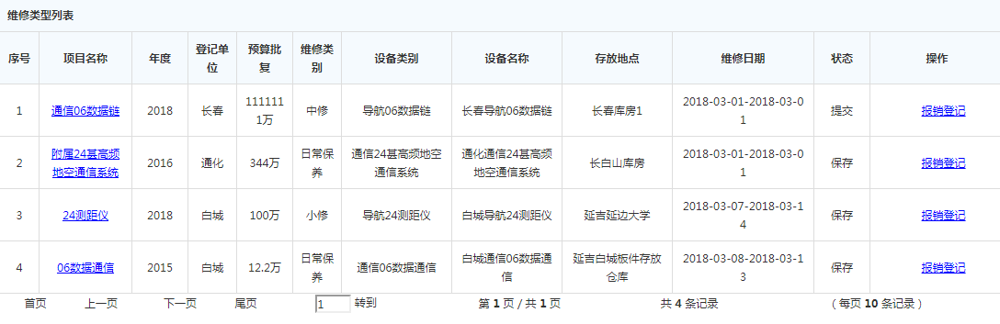 维修类型列表
序号 项目名称 年度 登记单位 预算批复 维修类别 设备类别 设备名称 存放地点 维修日期 状态 操作
1 通信06数据链 2018 长春 1111111万 中修 导航06数据链 长春导航06数据链 长春库房1 2018-03-01-2018-03-01 提交 报销登记
2 附属24甚高频地空通信系统 2016 通化 344万 日常保养 通信24甚高频地空通信系统 通化通信24甚高频地空通信系统 长白山库房 2018-03-01-2018-03-01 保存 报销登记
3 24测距仪 2018 白城 100万 小修 导航24测距仪 白城导航24测距仪 延吉延边大学 2018-03-07-2018-03-14 保存 报销登记
4 06数据通信 2015 白城 12.2万 日常保养 通信06数据通信 白城通信06数据通信 延吉白城板件存放仓库 2018-03-08-2018-03-13 保存 报销登记
首页 上一页 下一页 尾页 1 转到 第 1 页 / 共 1 页 共 4 条记录 ( 每页 10 条记录 )